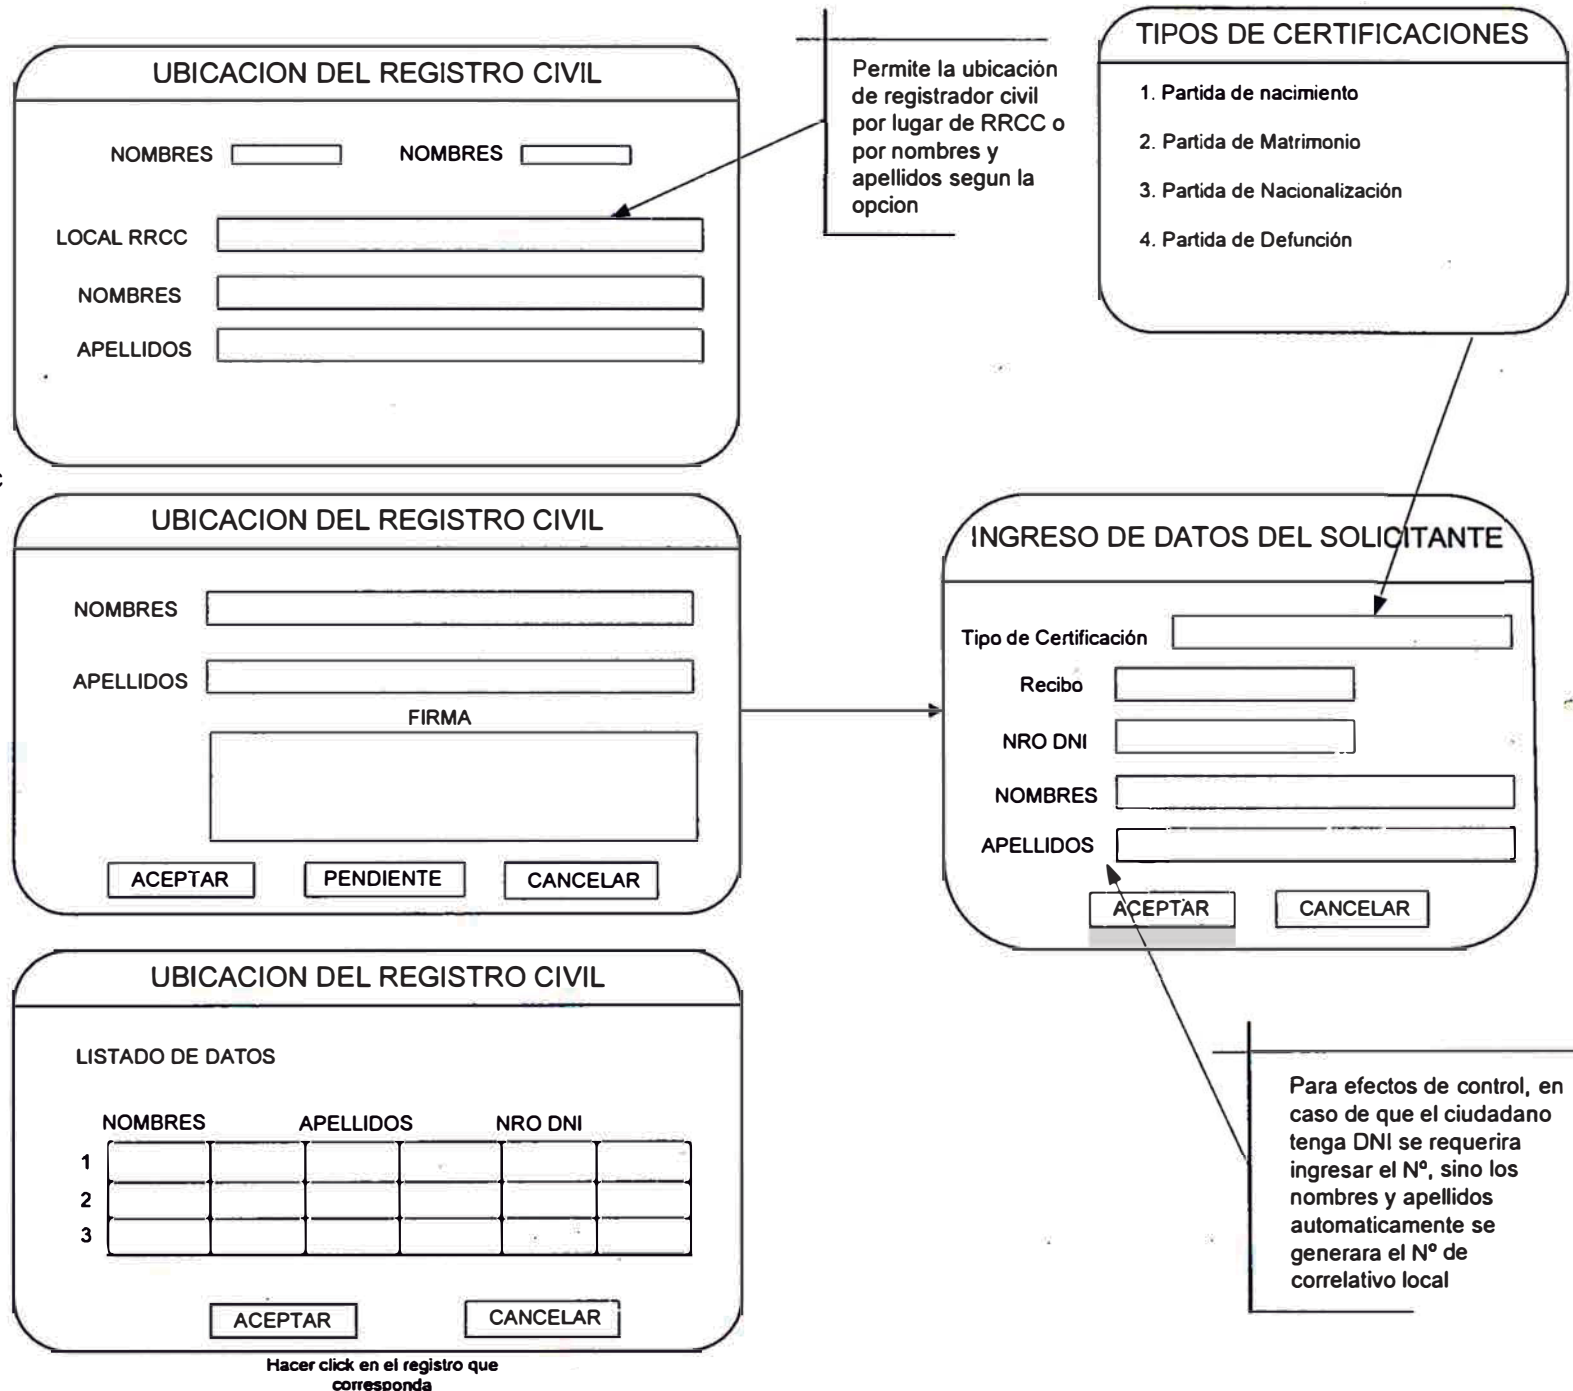 UBICACION DEL REGISTRO CIVIL
NOMBRES NOMBRES
LOCAL RRCC
NOMBRES
APELLIDOS
Permite la ubicación
de registrador civil
por lugar de RRCC o
por nombres y
apellidos segun la
opcion
TIPOS DE CERTIFICACIONES
1. Partida de nacimiento
2. Partida de Matrimonio
3. Partida de Nacionalización
4. Partida de Defunción
UBICACION DEL REGISTRO CIVIL
NOMBRES
APELLIDOS
FIRMA
ACEPTAR PENDIENTE CANCELAR
INGRESO DE DATOS DEL SOLICITANTE
Tipo de Certificación
Recibo
NRO DNI
NOMBRES
APELLIDOS
ACEPTAR CANCELAR
UBICACION DEL REGISTRO CIVIL
LISTADO DE DATOS
NOMBRES APELLIDOS NRO DNI
1
2
3
ACEPTAR CANCELAR
Hacer click en el registro que
corresponda
Para efectos de control, en
caso de que el ciudadano
tenga DNI se requerira
ingresar el Nº, sino los
nombres y apellidos
automaticamente se
generara el Nº de
correlativo local